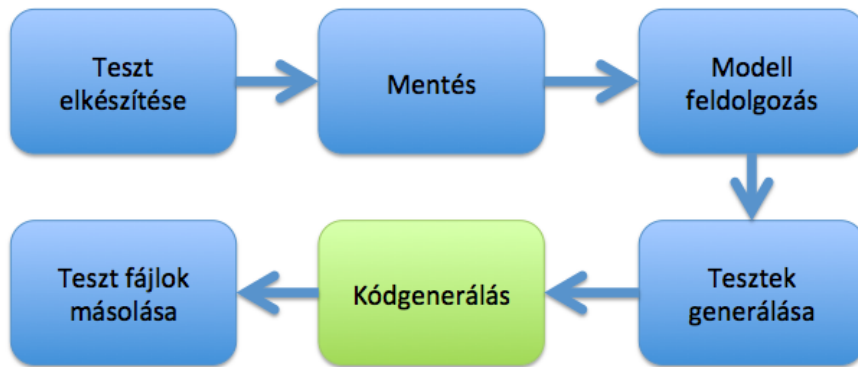 Teszt
elkészítése
Mentés
Modell
feldolgozás
Tesztek
generálása
Kódgenerálás
Teszt fájlok
másolása